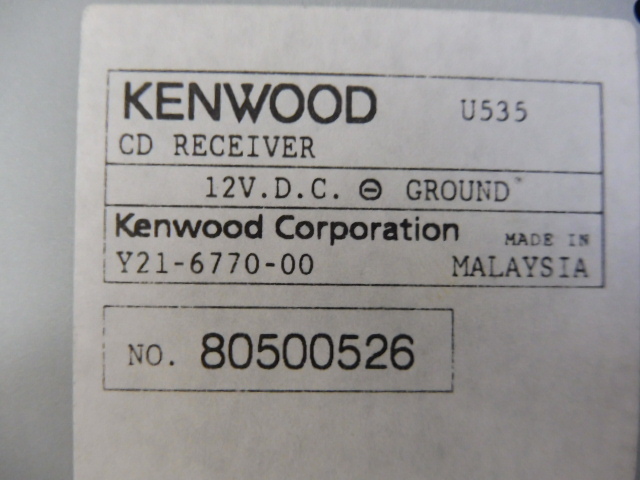 KENWOOD U535
CD RECEIVER
12V.D.C. ⊖ GROUND
Kenwood Corporation MADE IN
Y21-6770-00 MALAYSIA
NO. 80500526